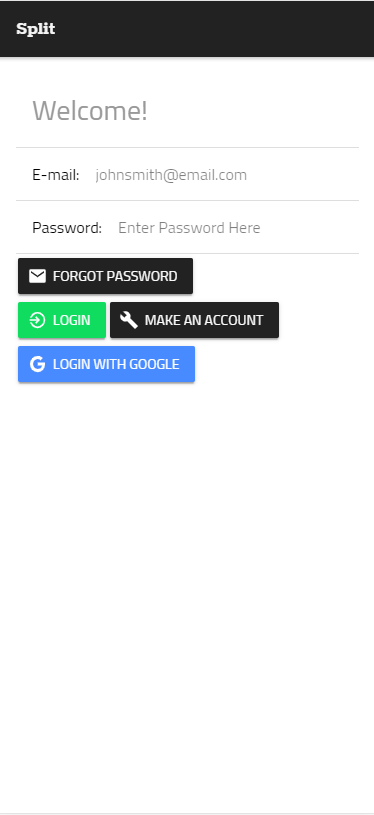 Split
Welcome!
E-mail: johnsmith@email.com
Password: Enter Password Here
FORGOT PASSWORD
LOGIN MAKE AN ACCOUNT
LOGIN WITH GOOGLE